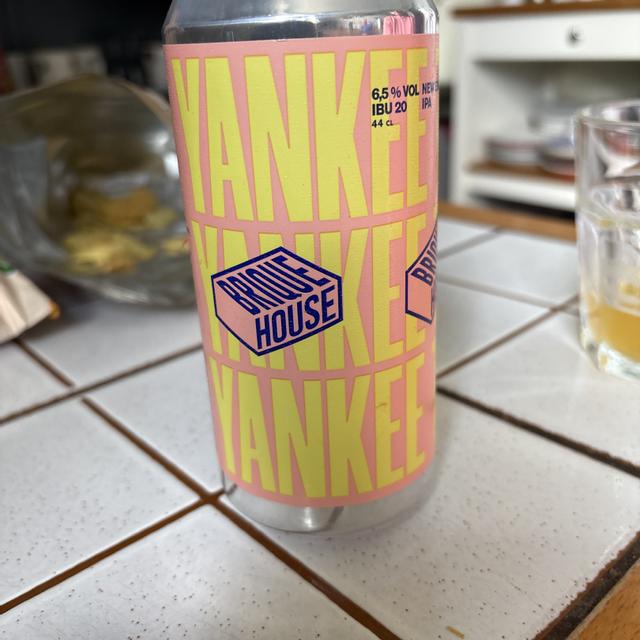 YANKEE
6,5 % VOL NEW
IBU 20 IPA
44 cL
YANKEE
BRIQUE
HOUSE
YANKEE